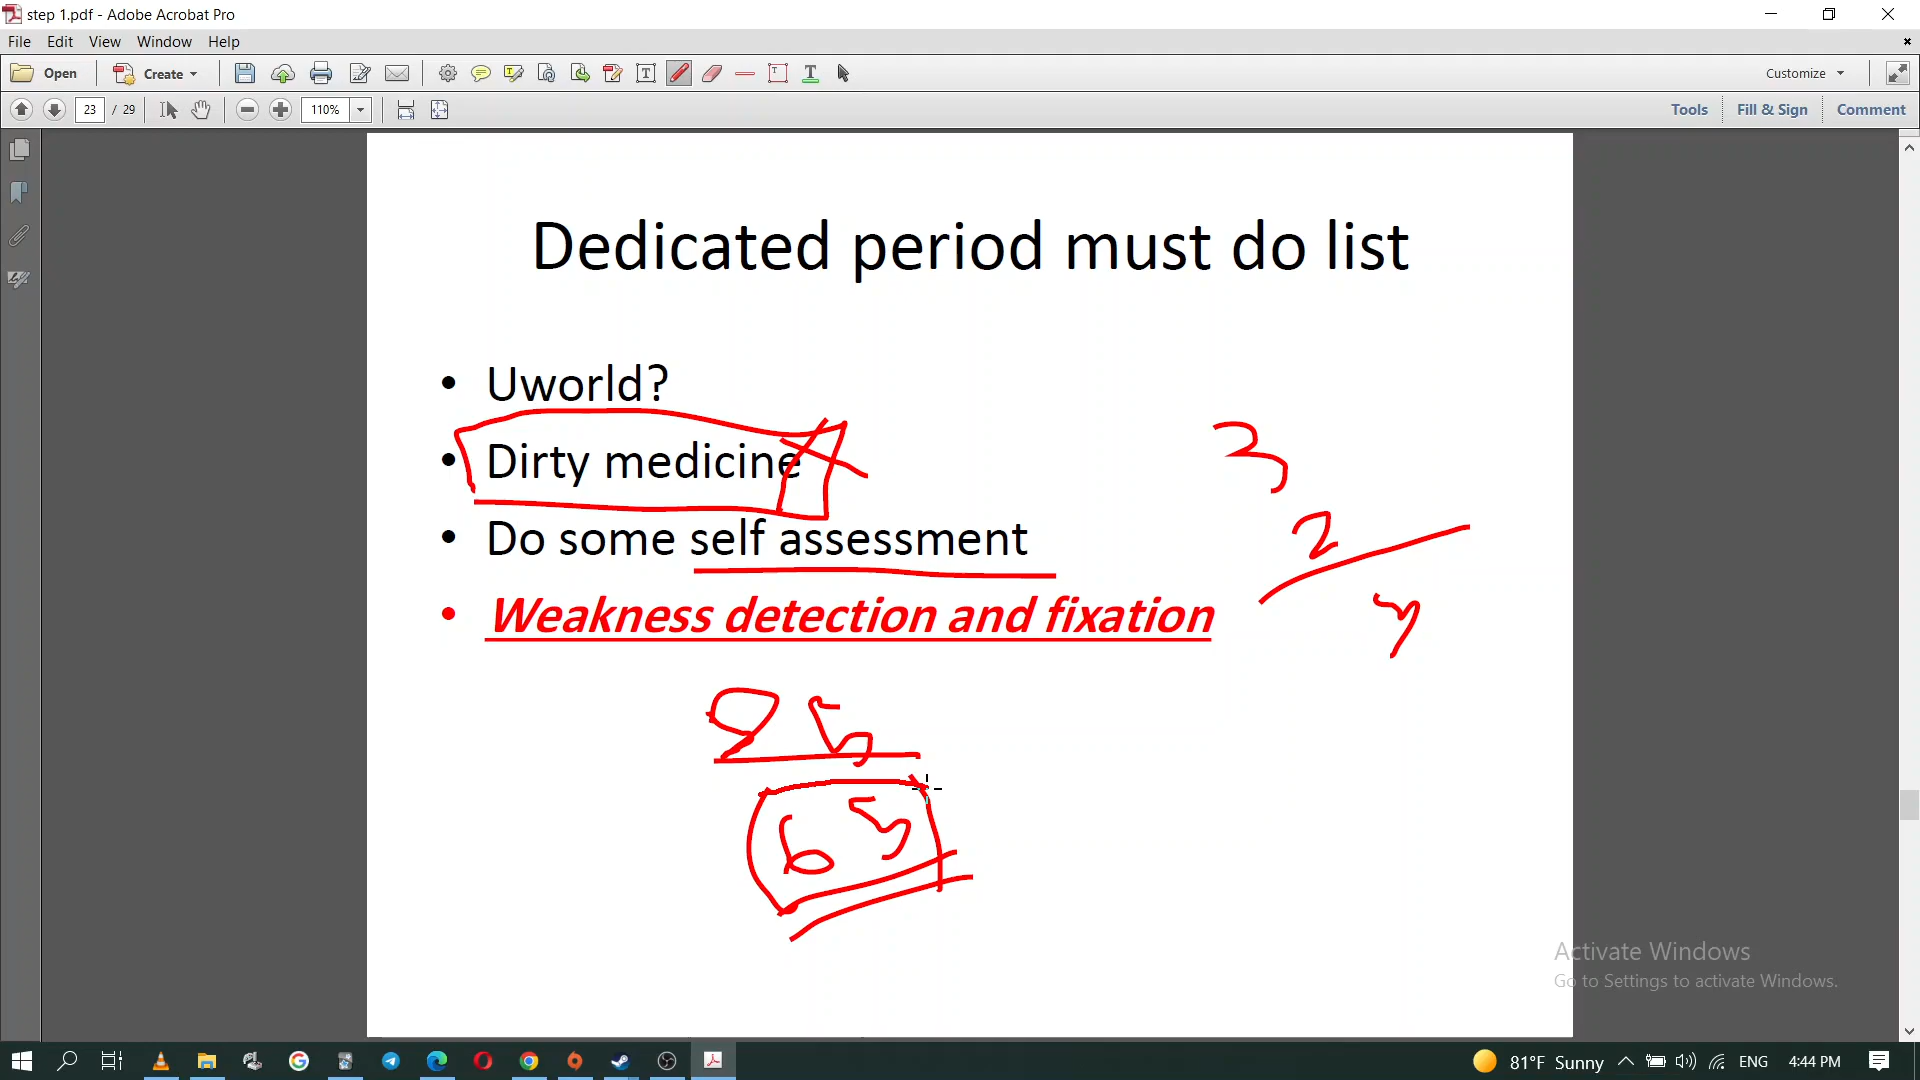 step 1.pdf - Adobe Acrobat Pro
File Edit View Window Help
Open Create Customize
23 / 29 110% Tools Fill & Sign Comment
Dedicated period must do list
• Uworld?
• Dirty medicine
• Do some self assessment
• Weakness detection and fixation
3
2
85
65
Activate Windows
Go to Settings to activate Windows.
81°F Sunny ENG 4:44 PM